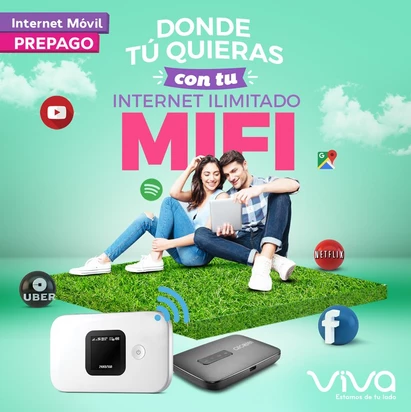 Internet Móvil
PREPAGO
DONDE
TÚ QUIERAS
con tu
INTERNET ILIMITADO
MIFI
NETFLIX
UBER
f
VIVA
Estamos de tu lado